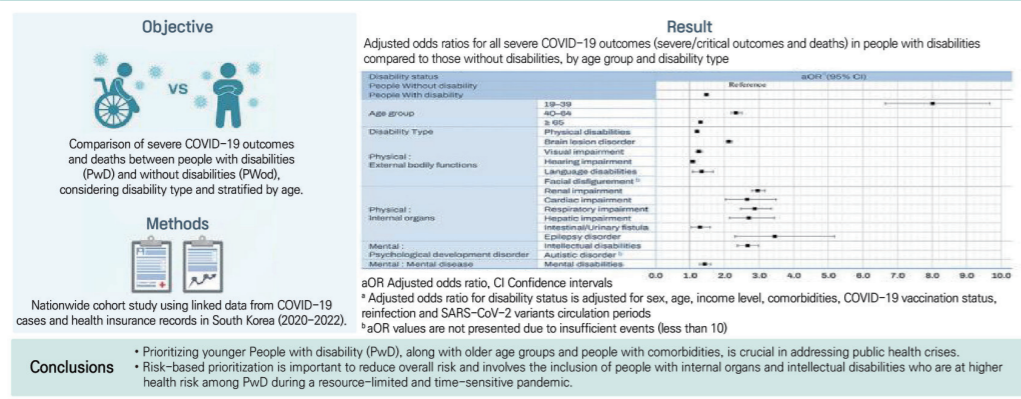 Objective
VS
Comparison of severe COVID-19 outcomes
and deaths between people with disabilities
(PwD) and without disabilities (PWod),
considering disability type and stratified by age.
Methods
Nationwide cohort study using linked data from COVID-19
cases and health insurance records in South Korea (2020-2022).
Result
Adjusted odds ratios for all severe COVID-19 outcomes (severe/critical outcomes and deaths) in people with disabilities
compared to those without disabilities, by age group and disability type
Disability status aOR (95% CI)
People Without disability Reference
People With disability
Age group
19–39
40–64
≥ 65
Disability Type
Physical :
External bodily functions
Physical disabilities
Brain lesion disorder
Visual impairment
Hearing impairment
Language disabilities
Facial disfigurement b
Physical :
Internal organs
Renal impairment
Cardiac impairment
Respiratory impairment
Hepatic impairment
Intestinal/Urinary fistula
Epilepsy disorder
Mental :
Psychological development disorder
Intellectual disabilities
Autistic disorder b
Mental : Mental disease Mental disabilities
0.0 1.0 2.0 3.0 4.0 5.0 6.0 7.0 8.0 9.0 10.0
aOR Adjusted odds ratio, CI Confidence intervals
a Adjusted odds ratio for disability status is adjusted for sex, age, income level, comorbidities, COVID-19 vaccination status,
reinfection and SARS-CoV-2 variants circulation periods
b aOR values are not presented due to insufficient events (less than 10)
Conclusions
• Prioritizing younger People with disability (PwD), along with older age groups and people with comorbidities, is crucial in addressing public health crises.
• Risk-based prioritization is important to reduce overall risk and involves the inclusion of people with internal organs and intellectual disabilities who are at higher
health risk among PwD during a resource-limited and time-sensitive pandemic.